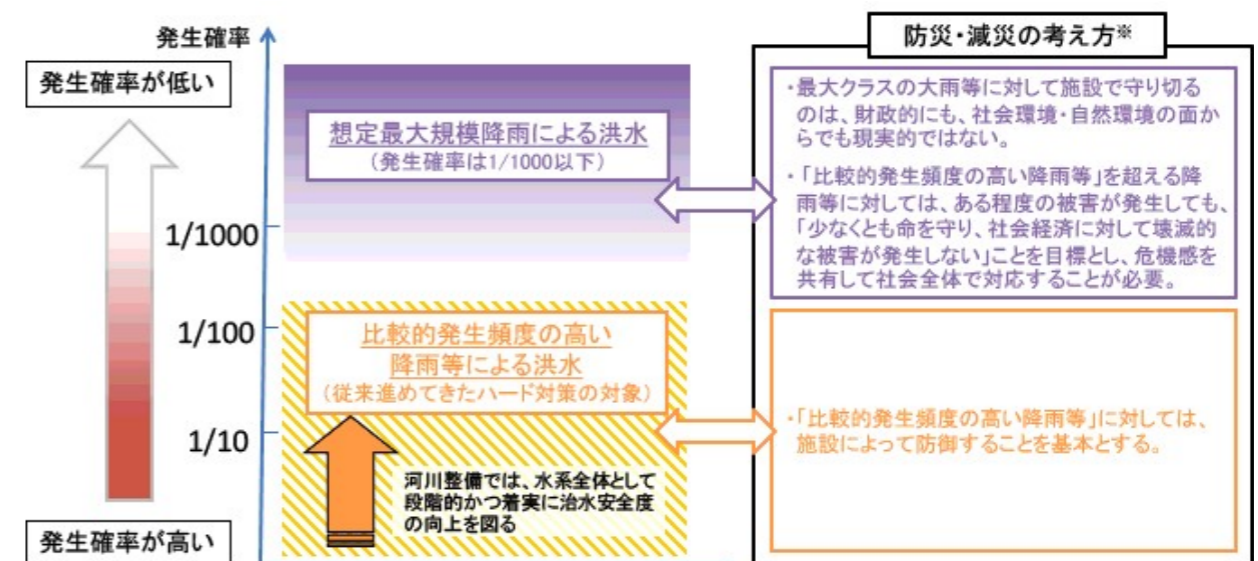 発生確率
発生確率が低い
1/1000
1/100
1/10
発生確率が高い
想定最大規模降雨による洪水
（発生確率は1/1000以下）
比較的発生頻度の高い
降雨等による洪水
（従来進めてきたハード対策の対象）
河川整備では、水系全体として
段階的かつ着実に治水安全度
の向上を図る
防災・減災の考え方※
・最大クラスの大雨等に対して施設で守り切る
のは、財政的にも、社会環境・自然環境の面か
らでも現実的ではない。
・「比較的発生頻度の高い降雨等」を超える降
雨等に対しては、ある程度の被害が発生しても、
「少なくとも命を守り、社会経済に対して壊滅的
な被害が発生しない」ことを目標とし、危機感を
共有して社会全体で対応することが必要。
・「比較的発生頻度の高い降雨等」に対しては、
施設によって防御することを基本とする。